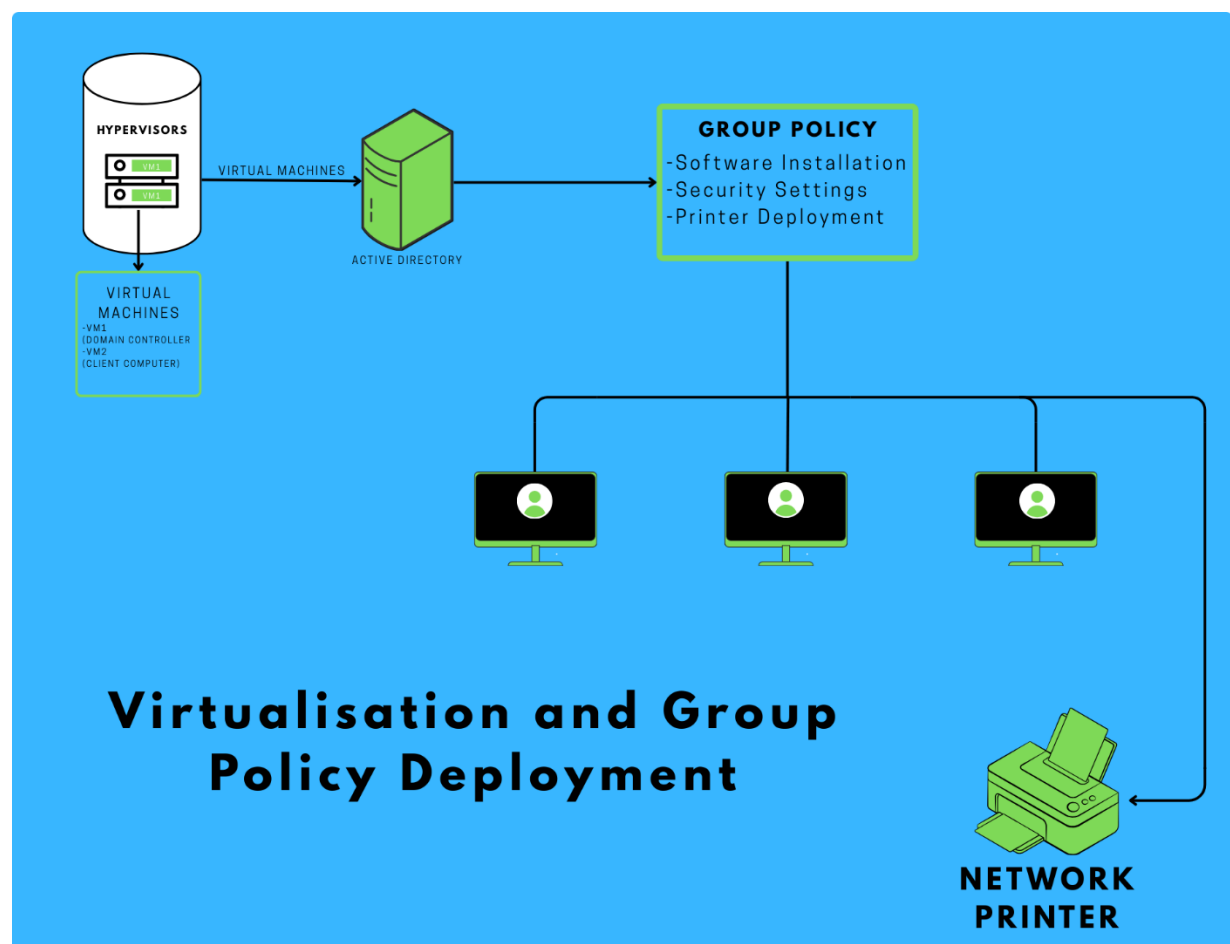 HYPERVISORS
VM1
VM1
VIRTUAL MACHINES
ACTIVE DIRECTORY
GROUP POLICY
-Software Installation
-Security Settings
-Printer Deployment
VIRTUAL
MACHINES
-VM1
(DOMAIN CONTROLLER
-VM2
(CLIENT COMPUTER)
Virtualisation and Group
Policy Deployment
NETWORK
PRINTER